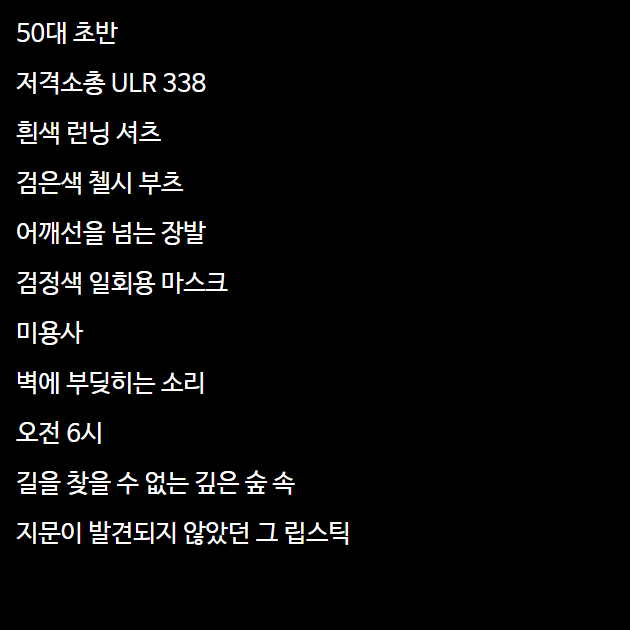 50대 초반
저격소총 ULR 338
흰색 런닝 셔츠
검은색 첼시 부츠
어깨선을 넘는 장발
검정색 일회용 마스크
미용사
벽에 부딪히는 소리
오전 6시
길을 찾을 수 없는 깊은 숲 속
지문이 발견되지 않았던 그 립스틱